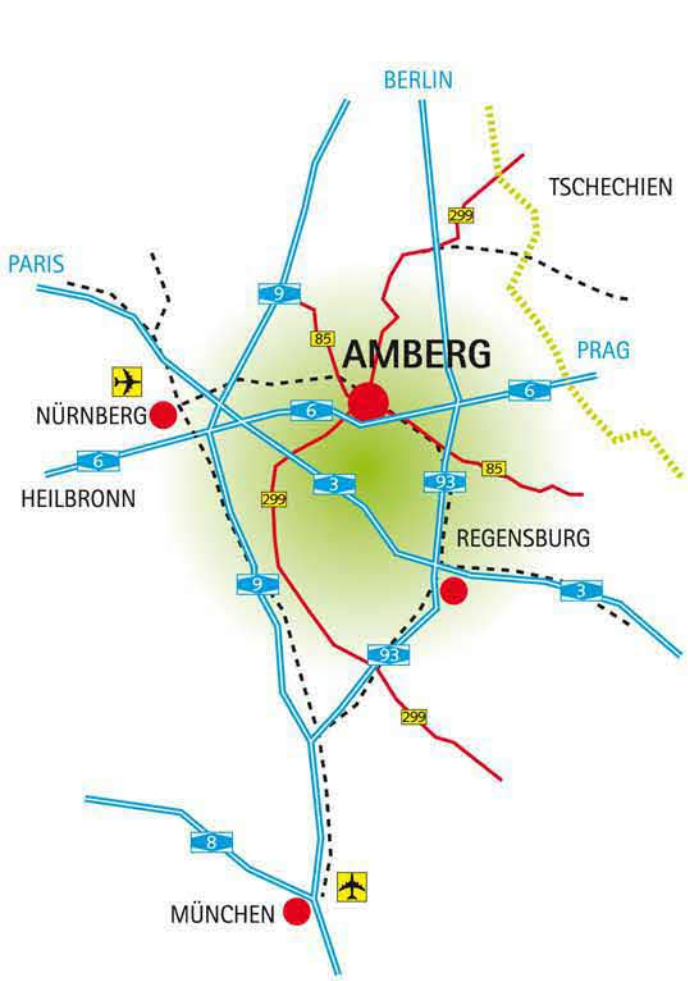 BERLIN
TSCHECHIEN
299
PARIS
9
85
AMBERG
PRAG
6
NÜRNBERG
6
6
85
HEILBRONN
3
93
299
REGENSBURG
9
3
93
299
8
MÜNCHEN